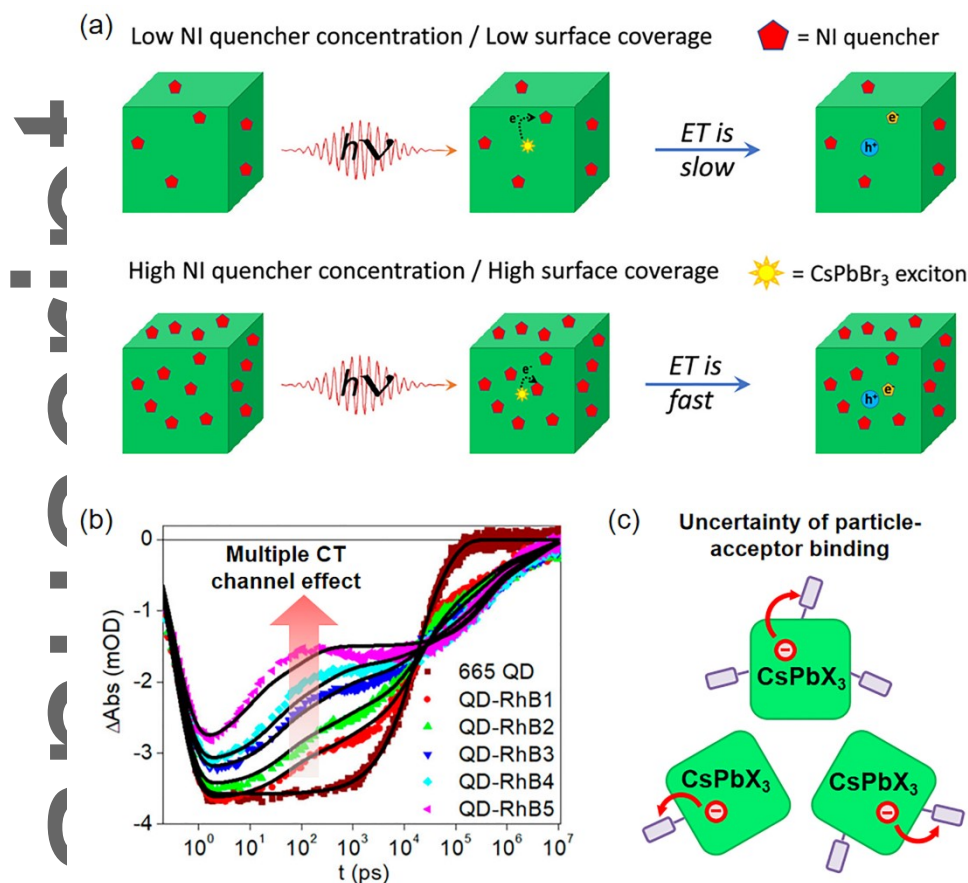 (a)
Low NI quencher concentration / Low surface coverage
= NI quencher
hν
e-
ET is
slow
e-
h+
High NI quencher concentration / High surface coverage
= CsPbBr₃ exciton
hν
e-
ET is
fast
e-
h+
(b)
Multiple CT
channel effect
0
−1
−2
−3
−4
ΔAbs (mOD)
665 QD
QD-RhB1
QD-RhB2
QD-RhB3
QD-RhB4
QD-RhB5
10⁰ 10¹ 10² 10³ 10⁴ 10⁵ 10⁶ 10⁷
t (ps)
(c)
Uncertainty of particle-
acceptor binding
CsPbX₃
CsPbX₃
CsPbX₃